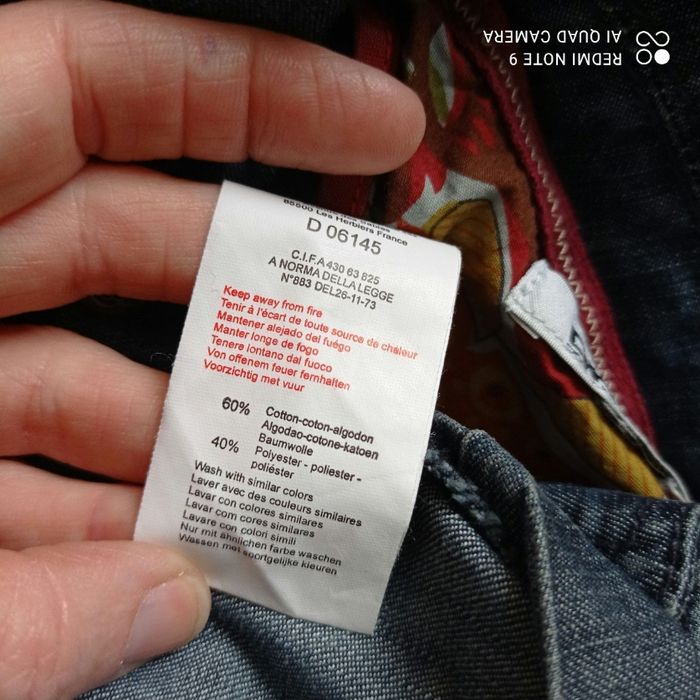 85500 Les Herbiers France
D 06145
C.I.F.A430 63 825
A NORMA DELLA LEGGE
N°883 DEL26-11-73
Keep away from fire
Tenir à l'écart de toute source de chaleur
Mantener alejado del fuégo
Manter longe de fogo
Tenere lontano dal fuoco
Von offenem feuer fernhalten
Voorzichtig met vuur
60% Cotton-coton-algodon
Algodao-cotone-katoen
Baumwolle
40% Polyester - poliester -
poliéster
Wash with similar colors
Laver avec des couleurs similaires
Lavar con colores similares
Lavar com cores similares
Lavare con colori simili
Nur mit ähnlichen farbe waschen
Wassen met soortgelijke kleuren
REDMI NOTE 9
AI QUAD CAMERA